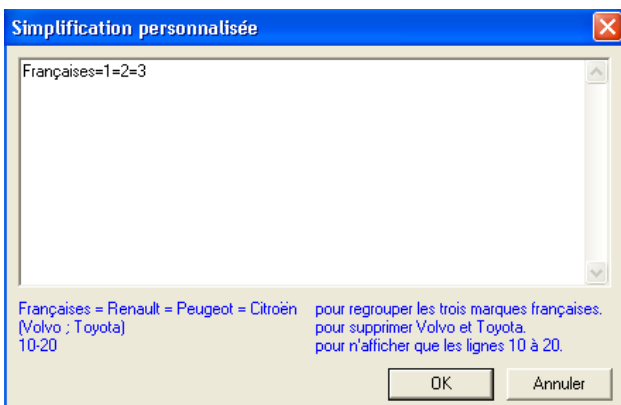 Simplification personnalisée
Françaises=1=2=3
Françaises = Renault = Peugeot = Citroën pour regrouper les trois marques françaises.
(Volvo ; Toyota) pour supprimer Volvo et Toyota.
10-20 pour n'afficher que les lignes 10 à 20.
OK Annuler